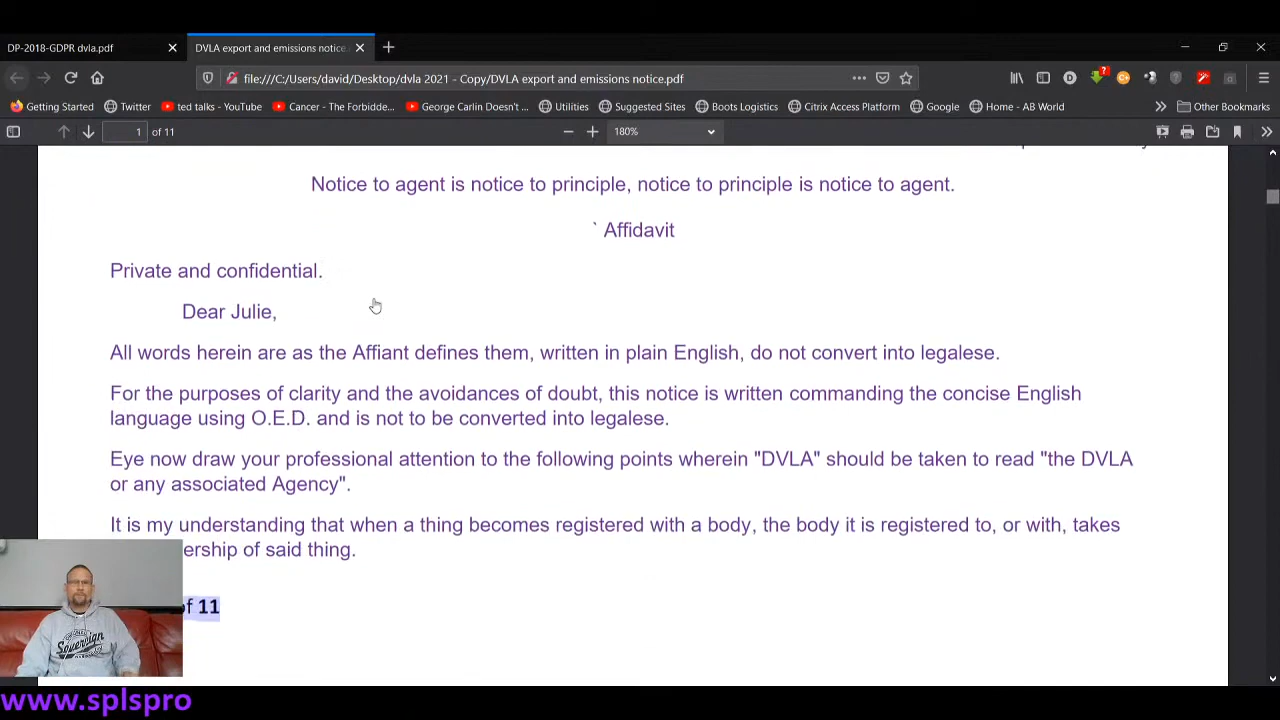 DP-2018-GDPR dvla.pdf
DVLA export and emissions notice
file:///C:/Users/david/Desktop/dvla 2021 - Copy/DVLA export and emissions notice.pdf
Getting Started Twitter ted talks - YouTube Cancer - The Forbidde... George Carlin Doesn't... Utilities Suggested Sites Boots Logistics Citrix Access Platform Google Home - AB World Other Bookmarks
1 of 11 180%
Notice to agent is notice to principle, notice to principle is notice to agent.
` Affidavit
Private and confidential.
Dear Julie,
All words herein are as the Affiant defines them, written in plain English, do not convert into legalese.
For the purposes of clarity and the avoidances of doubt, this notice is written commanding the concise English
language using O.E.D. and is not to be converted into legalese.
Eye now draw your professional attention to the following points wherein "DVLA" should be taken to read "the DVLA
or any associated Agency".
It is my understanding that when a thing becomes registered with a body, the body it is registered to, or with, takes
ership of said thing.
of 11
www.splspro